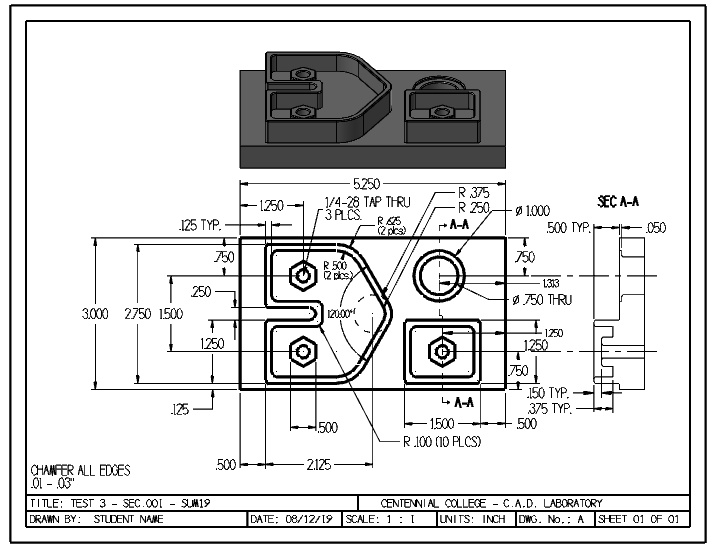 5.250
1.250
1/4-28 TAP THRU
3 PLCS.
R .375
R .250
SEC A-A
.125 TYP.
R .625
(2 plcs.)
A-A
Ø 1.000
.500 TYP.
.050
.750
R .500
(2 plcs.)
.750
1.313
.250
Ø .750 THRU
3.000
2.750
1.500
120.00°
1.250
1.250
1.250
.750
.150 TYP.
.125
A-A
.375 TYP.
.500
1.500
.500
R .100 (10 PLCS)
.500
2.125
CHAMFER ALL EDGES
.01 - .03"
TITLE: TEST 3 - SEC.001 - SUM19
CENTENNIAL COLLEGE - C.A.D. LABORATORY
DRAWN BY: STUDENT NAME
DATE: 08/12/19
SCALE: 1 : 1
UNITS: INCH
DWG. No.: A
SHEET 01 OF 01